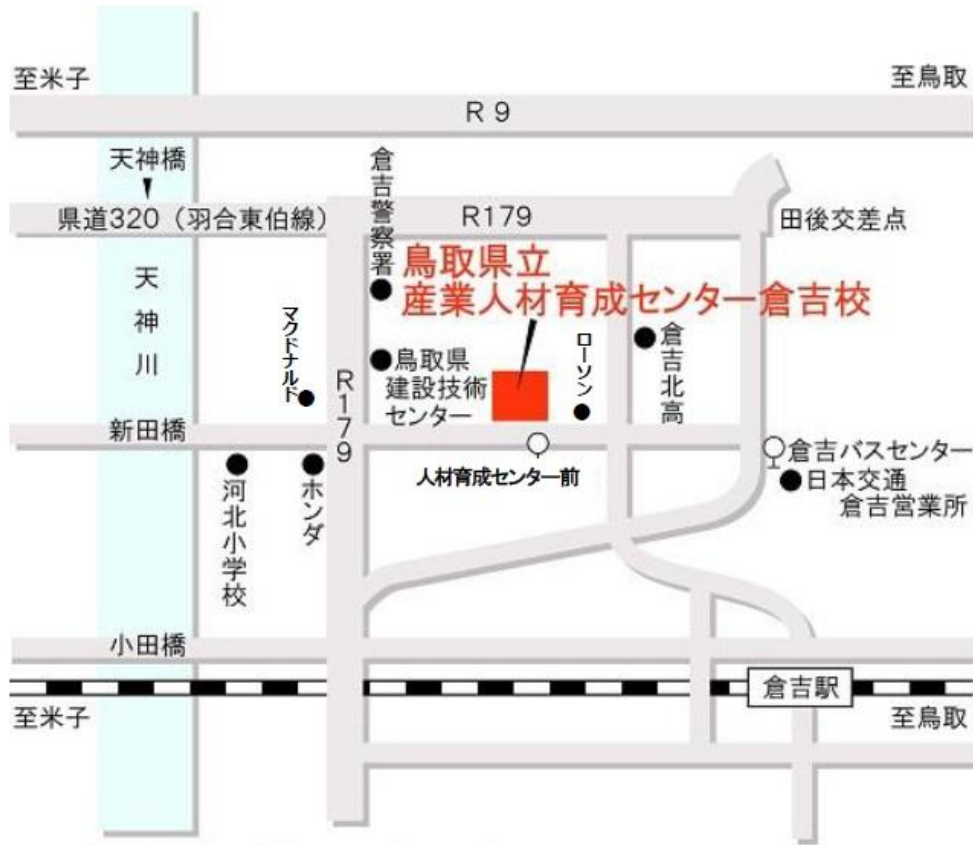 至米子
至鳥取
R 9
天神橋
県道320（羽合東伯線）
R179
田後交差点
倉吉警察署
鳥取県立
産業人材育成センター倉吉校
天神川
マクドナルド
R179
鳥取県
建設技術
センター
ローソン
倉吉北高
新田橋
人材育成センター前
倉吉バスセンター
日本交通
倉吉営業所
河北小学校
ホンダ
小田橋
倉吉駅
至米子
至鳥取